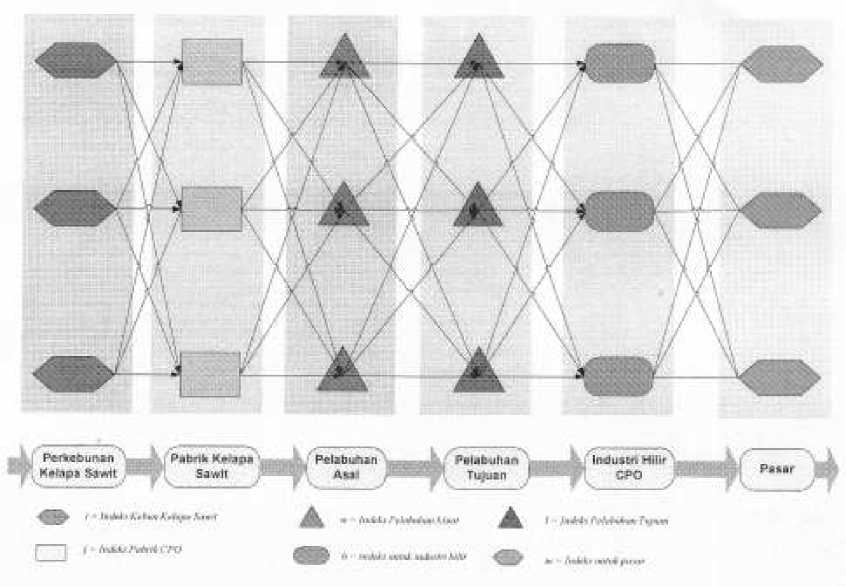 Perkebunan
Kelapa Sawit
Pabrik Kelapa
Sawit
Pelabuhan
Asal
Pelabuhan
Tujuan
Industri Hilir
CPO
Pasar
i = Indeks Kebun Kelapa Sawit
= Indeks Pelabuhan
= Indeks Pelabuhan Tujuan
j = Indeks Pabrik CPO
= indeks untuk industri hilir
m = Indeks untuk pasar